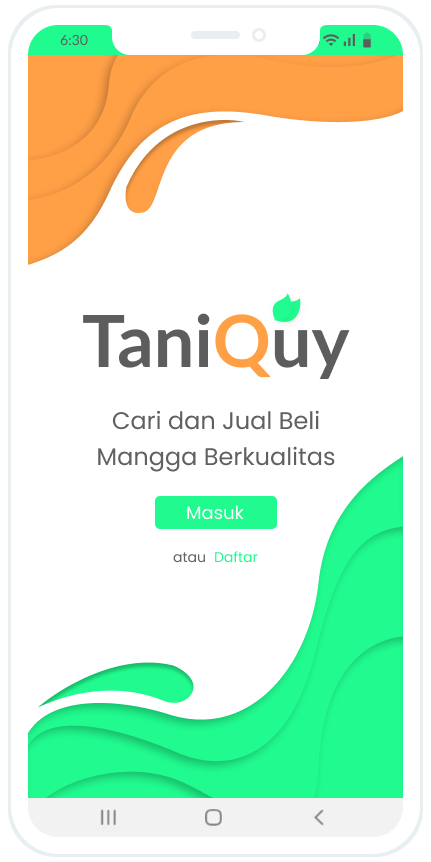 6:30
TaniQuy
Cari dan Jual Beli
Mangga Berkualitas
Masuk
atau Daftar